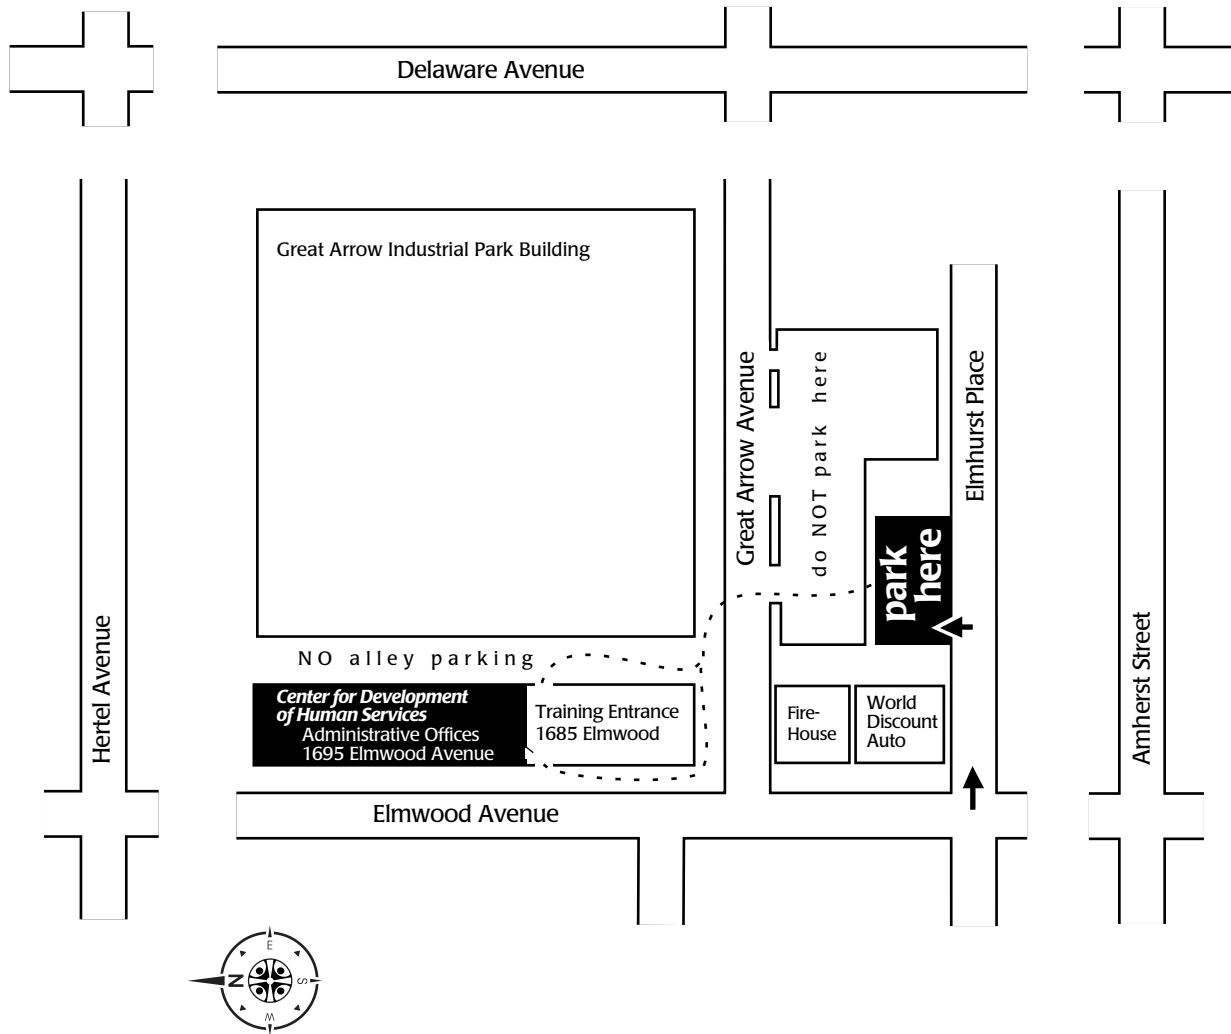 Delaware Avenue
Great Arrow Industrial Park Building
Great Arrow Avenue
do NOT park here
Elmhurst Place
park
here
Hertel Avenue
Amherst Street
NO alley parking
Center for Development
of Human Services
Administrative Offices
1695 Elmwood Avenue
Training Entrance
1685 Elmwood
Fire-
House
World
Discount
Auto
Elmwood Avenue
E
N
S
W